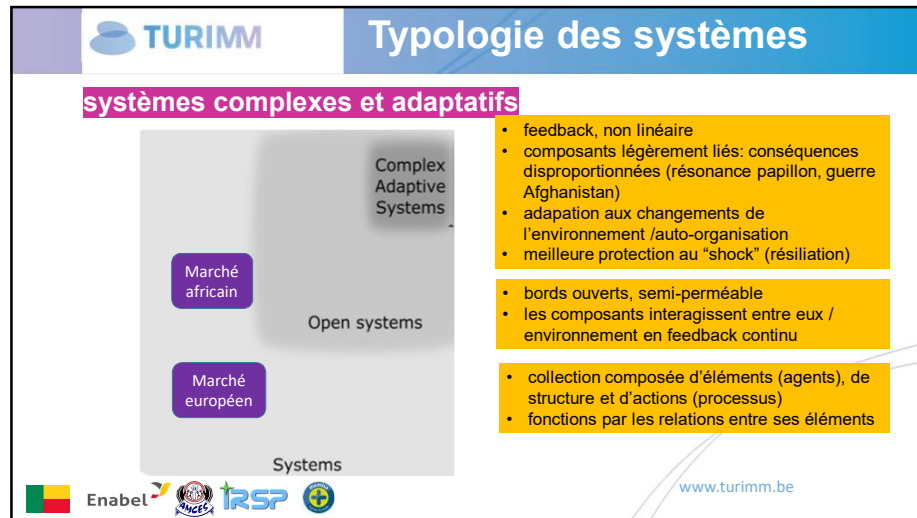 TURIMM
Typologie des systèmes
systèmes complexes et adaptatifs
Complex
Adaptive
Systems
Marché
africain
Open systems
Marché
européen
Systems
• feedback, non linéaire
• composants légèrement liés: conséquences
disproportionnées (résonance papillon, guerre
Afghanistan)
• adapation aux changements de
l'environnement /auto-organisation
• meilleure protection au “shock” (résiliation)
• bords ouverts, semi-perméable
• les composants interagissent entre eux /
environnement en feedback continu
• collection composée d'éléments (agents), de
structure et d'actions (processus)
• fonctions par les relations entre ses éléments
Enabel
AMCES
IRSP
www.turimm.be